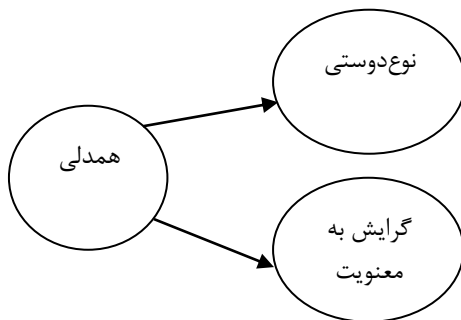 نوع‌دوستی
همدلی
گرایش به
معنویت